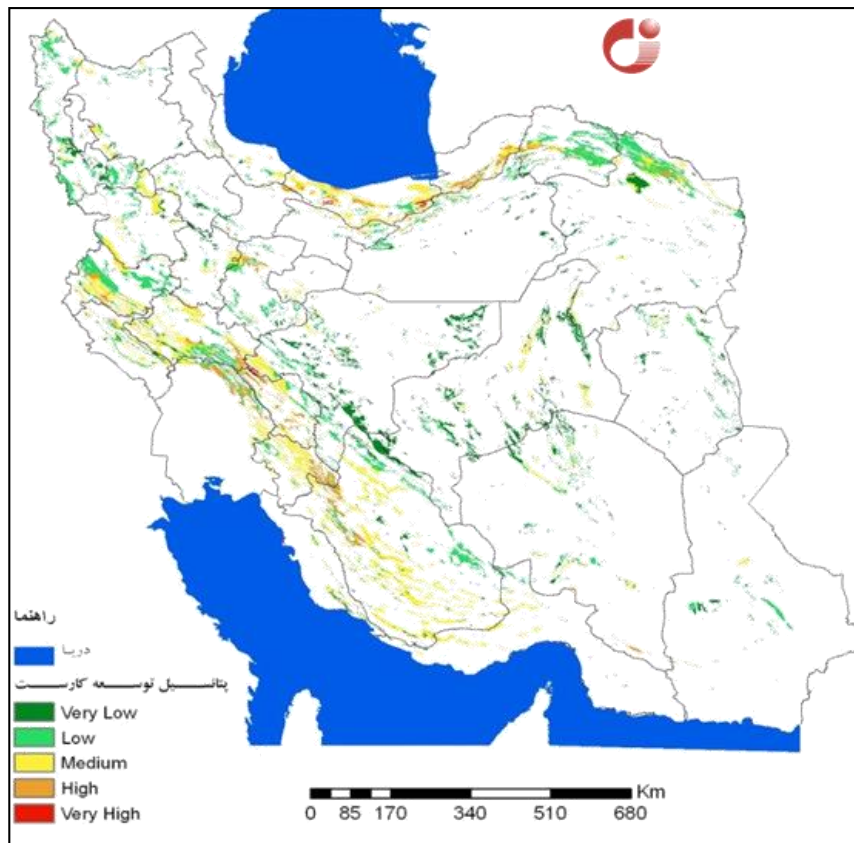 راهنما
دریا
پتانسیل توسعه کارست
Very Low
Low
Medium
High
Very High
Km
0 85 170 340 510 680